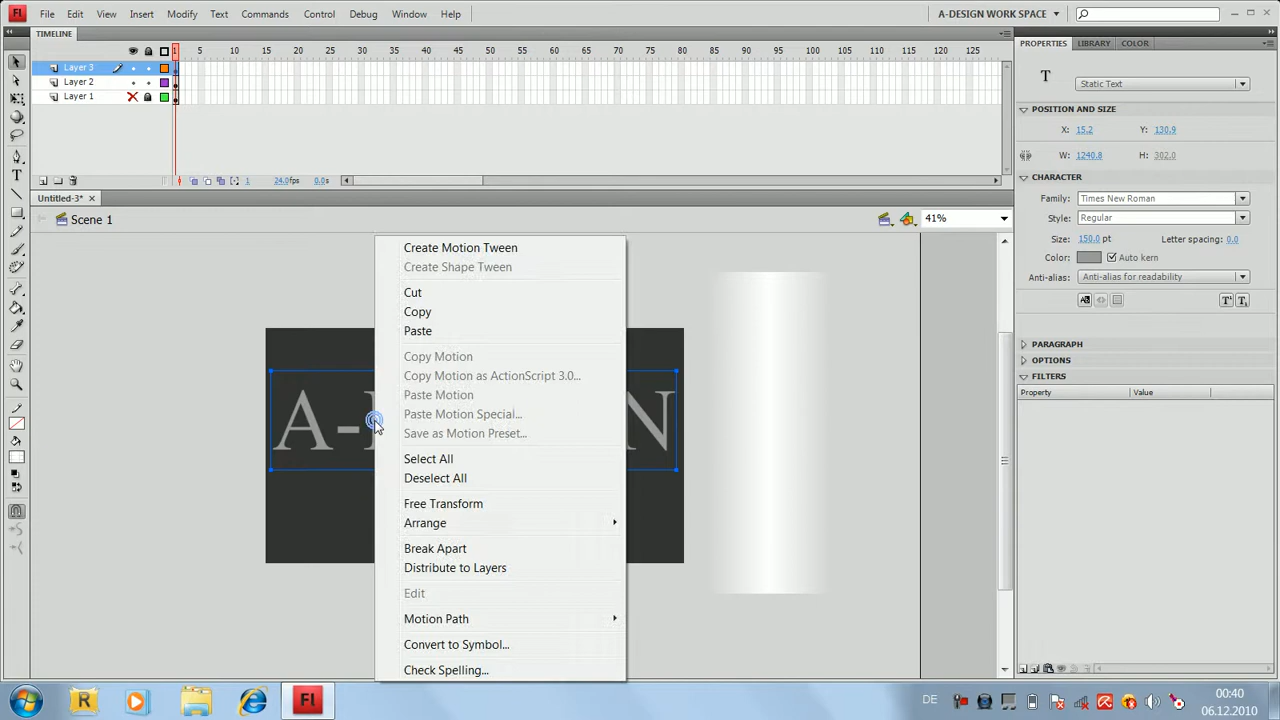 Fl File Edit View Insert Modify Text Commands Control Debug Window Help A-DESIGN WORK SPACE
TIMELINE
1 5 10 15 20 25 30 35 40 45 50 55 60 65 70 75 80 85 90 95 100 105 110 115 120 125
Layer 3
Layer 2
Layer 1
1 24.0fps 0.0s
Untitled-3*
Scene 1 41%
A-
N
Create Motion Tween
Create Shape Tween
Cut
Copy
Paste
Copy Motion
Copy Motion as ActionScript 3.0...
Paste Motion
Paste Motion Special...
Save as Motion Preset...
Select All
Deselect All
Free Transform
Arrange
Break Apart
Distribute to Layers
Edit
Motion Path
Convert to Symbol...
Check Spelling...
PROPERTIES LIBRARY COLOR
T Static Text
POSITION AND SIZE
X: 15.2 Y: 130.9
W: 1240.8 H: 302.0
CHARACTER
Family: Times New Roman
Style: Regular
Size: 150.0 pt Letter spacing: 0.0
Color: Auto kern
Anti-alias: Anti-alias for readability
PARAGRAPH
OPTIONS
FILTERS
Property Value
R Fl DE 00:40
06.12.2010